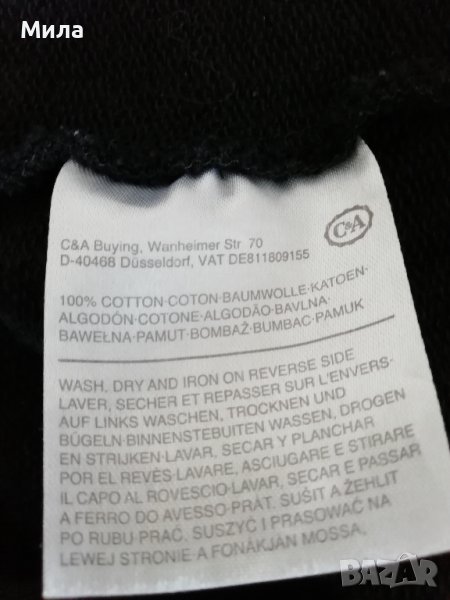 Мила
C&A Buying, Wanheimer Str 70
D-40468 Düsseldorf, VAT DE811809155
C&A
100% COTTON·COTON·BAUMWOLLE·KATOEN·
ALGODÓN·COTONE·ALGODÃO·BAVLNA·
BAWEŁNA·PAMUT·BOMBAŽ·BUMBAC·PAMUK
WASH, DRY AND IRON ON REVERSE SIDE
LAVER, SECHER ET REPASSER SUR L'ENVERS·
AUF LINKS WASCHEN, TROCKNEN UND
BÜGELN·BINNENSTEBUITEN WASSEN, DROGEN
EN STRIJKEN·LAVAR, SECAR Y PLANCHAR
POR EL REVÈS·LAVARE, ASCIUGARE E STIRARE
IL CAPO AL ROVESCIO·LAVAR, SECAR E PASSAR
A FERRO DO AVESSO·PRÁT, SUŠIT A ŽEHLIT
PO RUBU·PRAĆ, SUSZYĆ I PRASOWAĆ NA
LEWEJ STRONIE·A FONÁKJÁN MOSSA,
BAZAR